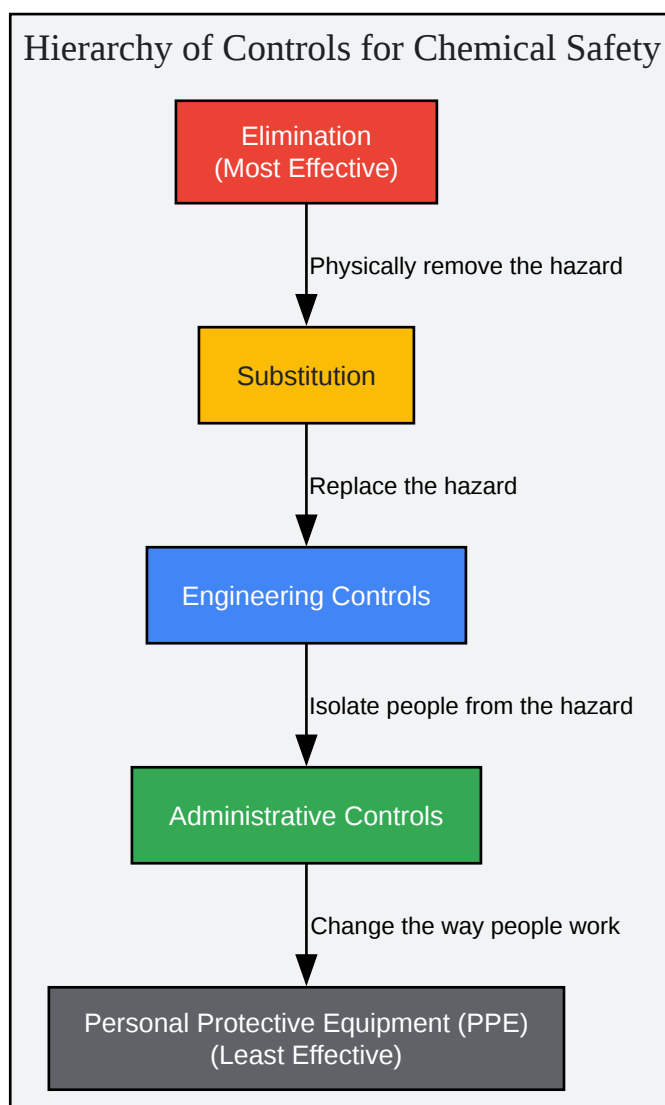 Hierarchy of Controls for Chemical Safety
Elimination
(Most Effective)
Physically remove the hazard
Substitution
Replace the hazard
Engineering Controls
Isolate people from the hazard
Administrative Controls
Change the way people work
Personal Protective Equipment (PPE)
(Least Effective)